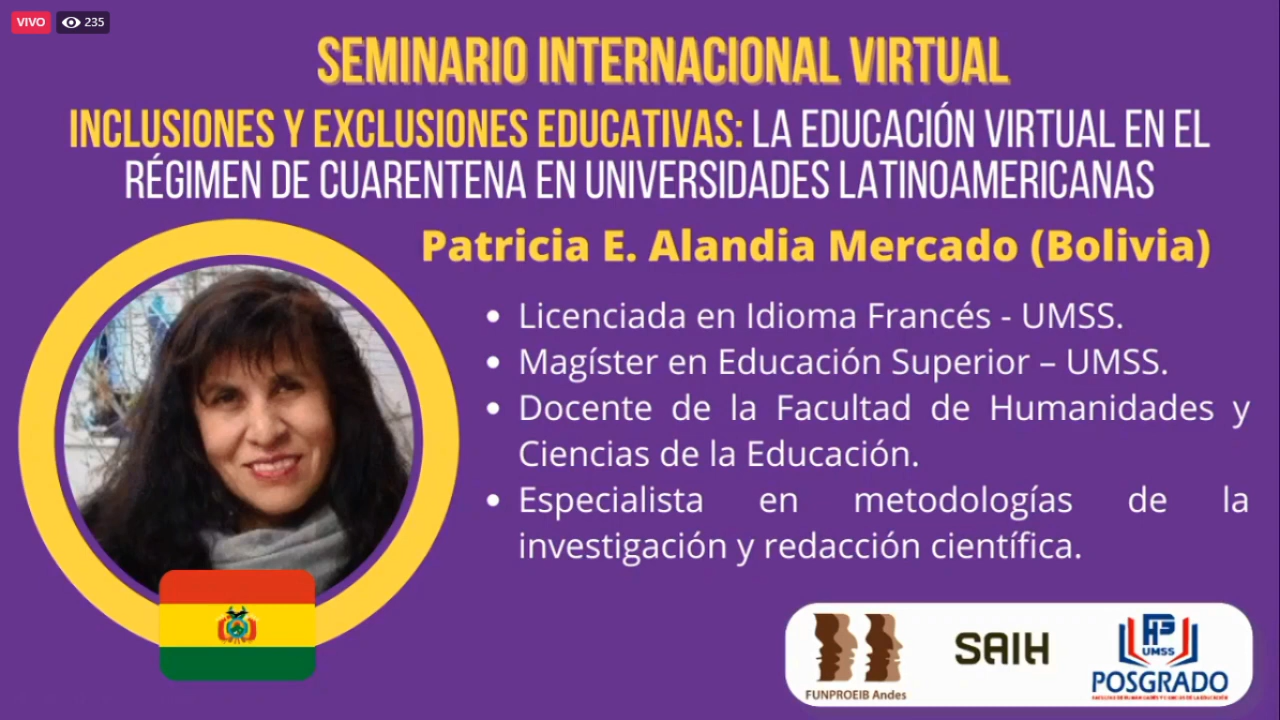 VIVO 235
SEMINARIO INTERNACIONAL VIRTUAL
INCLUSIONES Y EXCLUSIONES EDUCATIVAS: LA EDUCACIÓN VIRTUAL EN EL
RÉGIMEN DE CUARENTENA EN UNIVERSIDADES LATINOAMERICANAS
Patricia E. Alandia Mercado (Bolivia)
• Licenciada en Idioma Francés - UMSS.
• Magíster en Educación Superior – UMSS.
• Docente de la Facultad de Humanidades y
Ciencias de la Educación.
• Especialista en metodologías de la
investigación y redacción científica.
FUNPROEIB Andes
SAIH
UMSS
POSGRADO